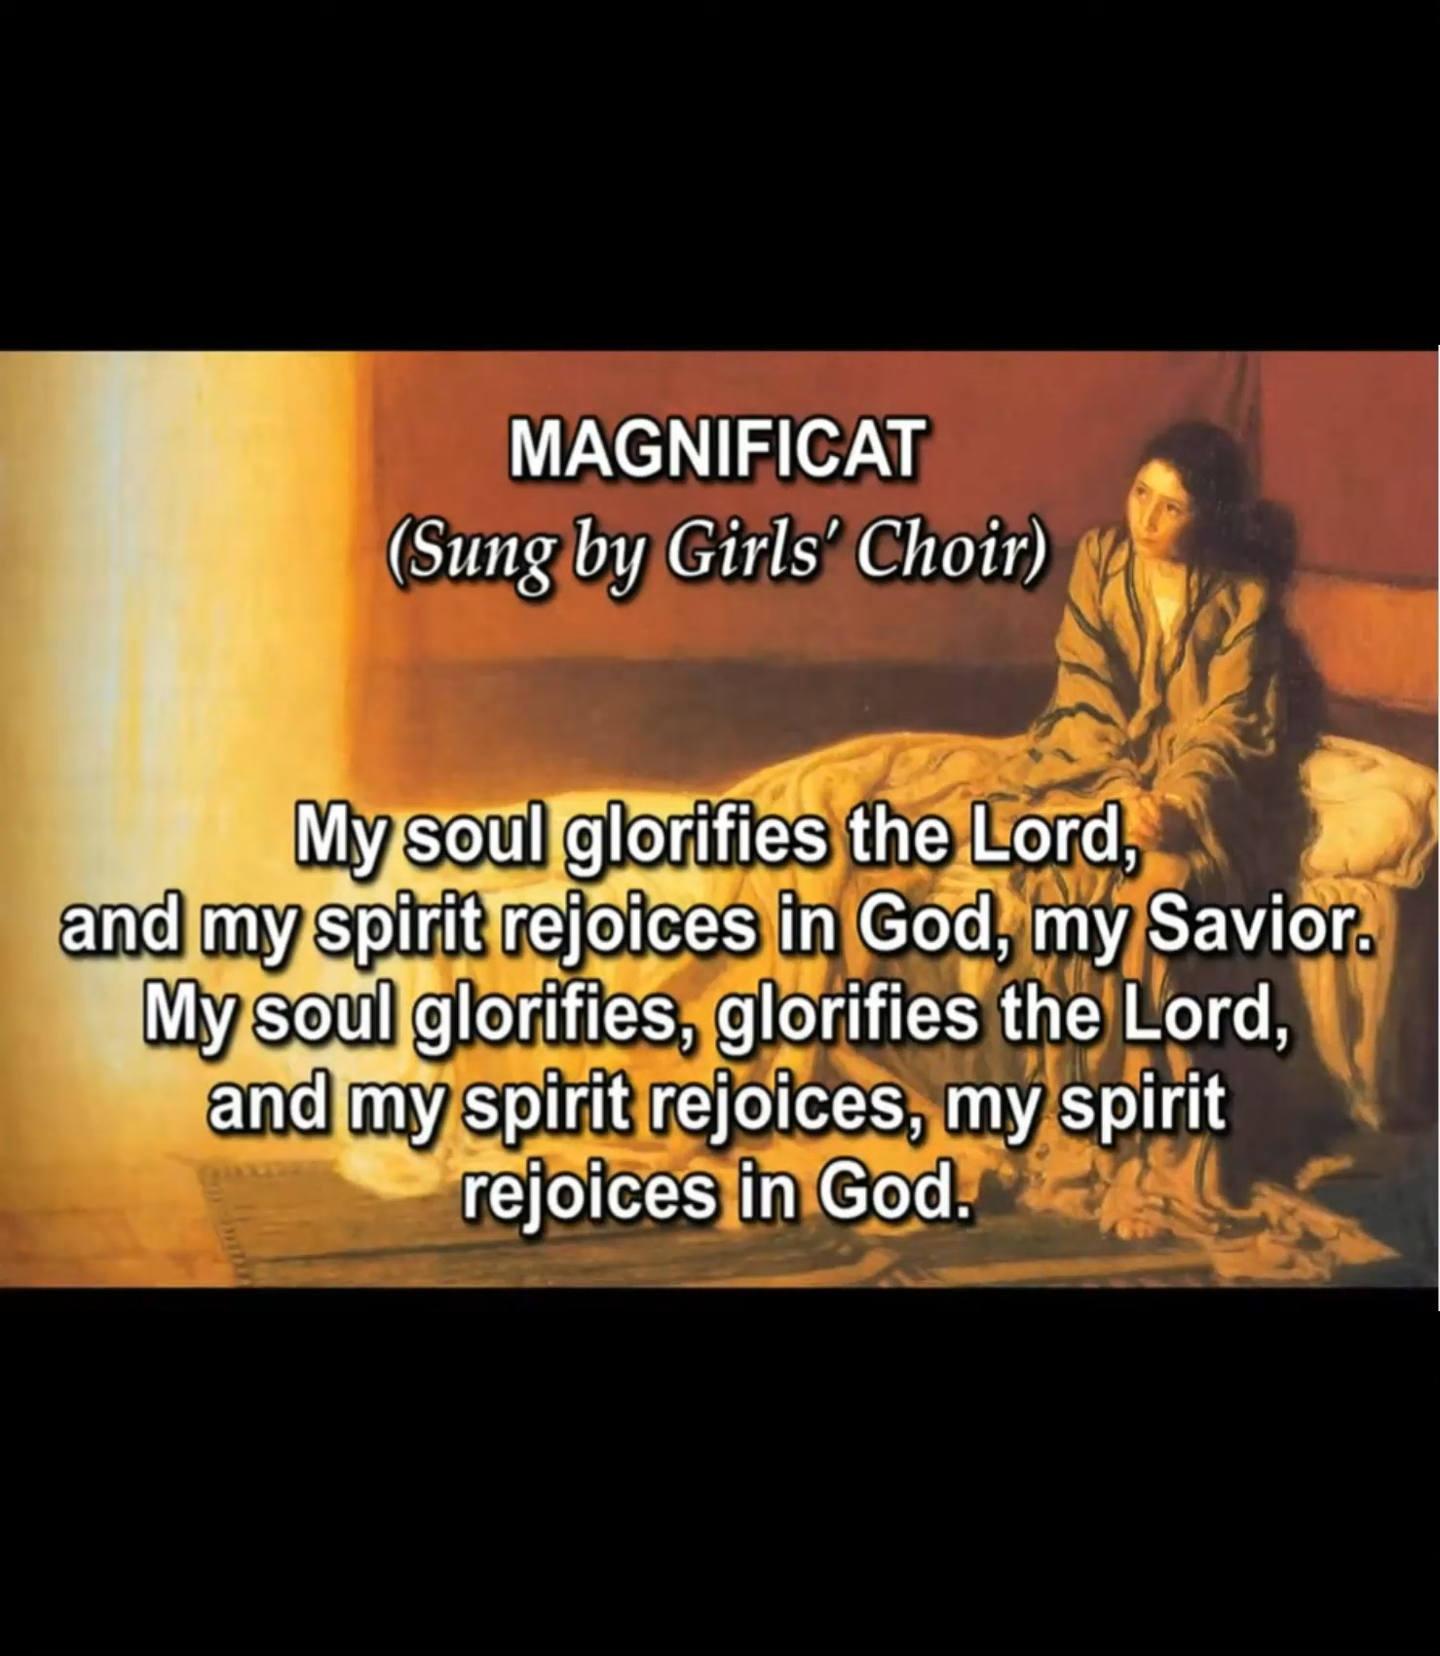 MAGNIFICAT
(Sung by Girls' Choir)
My soul glorifies the Lord,
and my spirit rejoices in God, my Savior.
My soul glorifies, glorifies the Lord,
and my spirit rejoices, my spirit
rejoices in God.